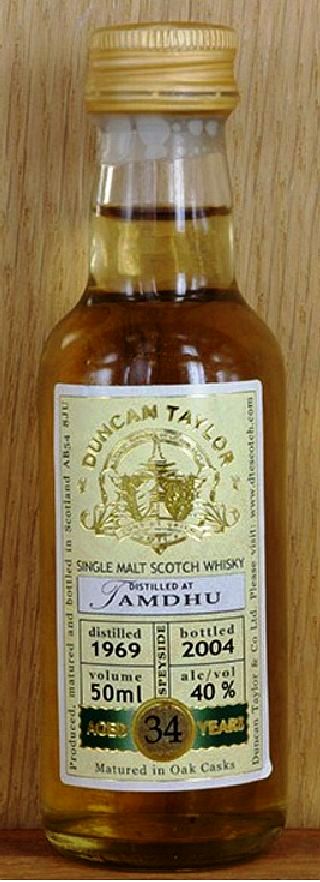 DUNCAN TAYLOR
SINGLE MALT SCOTCH WHISKY
DISTILLED AT
TAMDHU
distilled
1969
SPEYSIDE
bottled
2004
volume
50ml
alc/vol
40 %
AGED 34 YEARS
Matured in Oak Casks
Produced, matured and bottled in Scotland AB54 8JU
Duncan Taylor & Co Ltd. Please visit www.dtcscotch.com